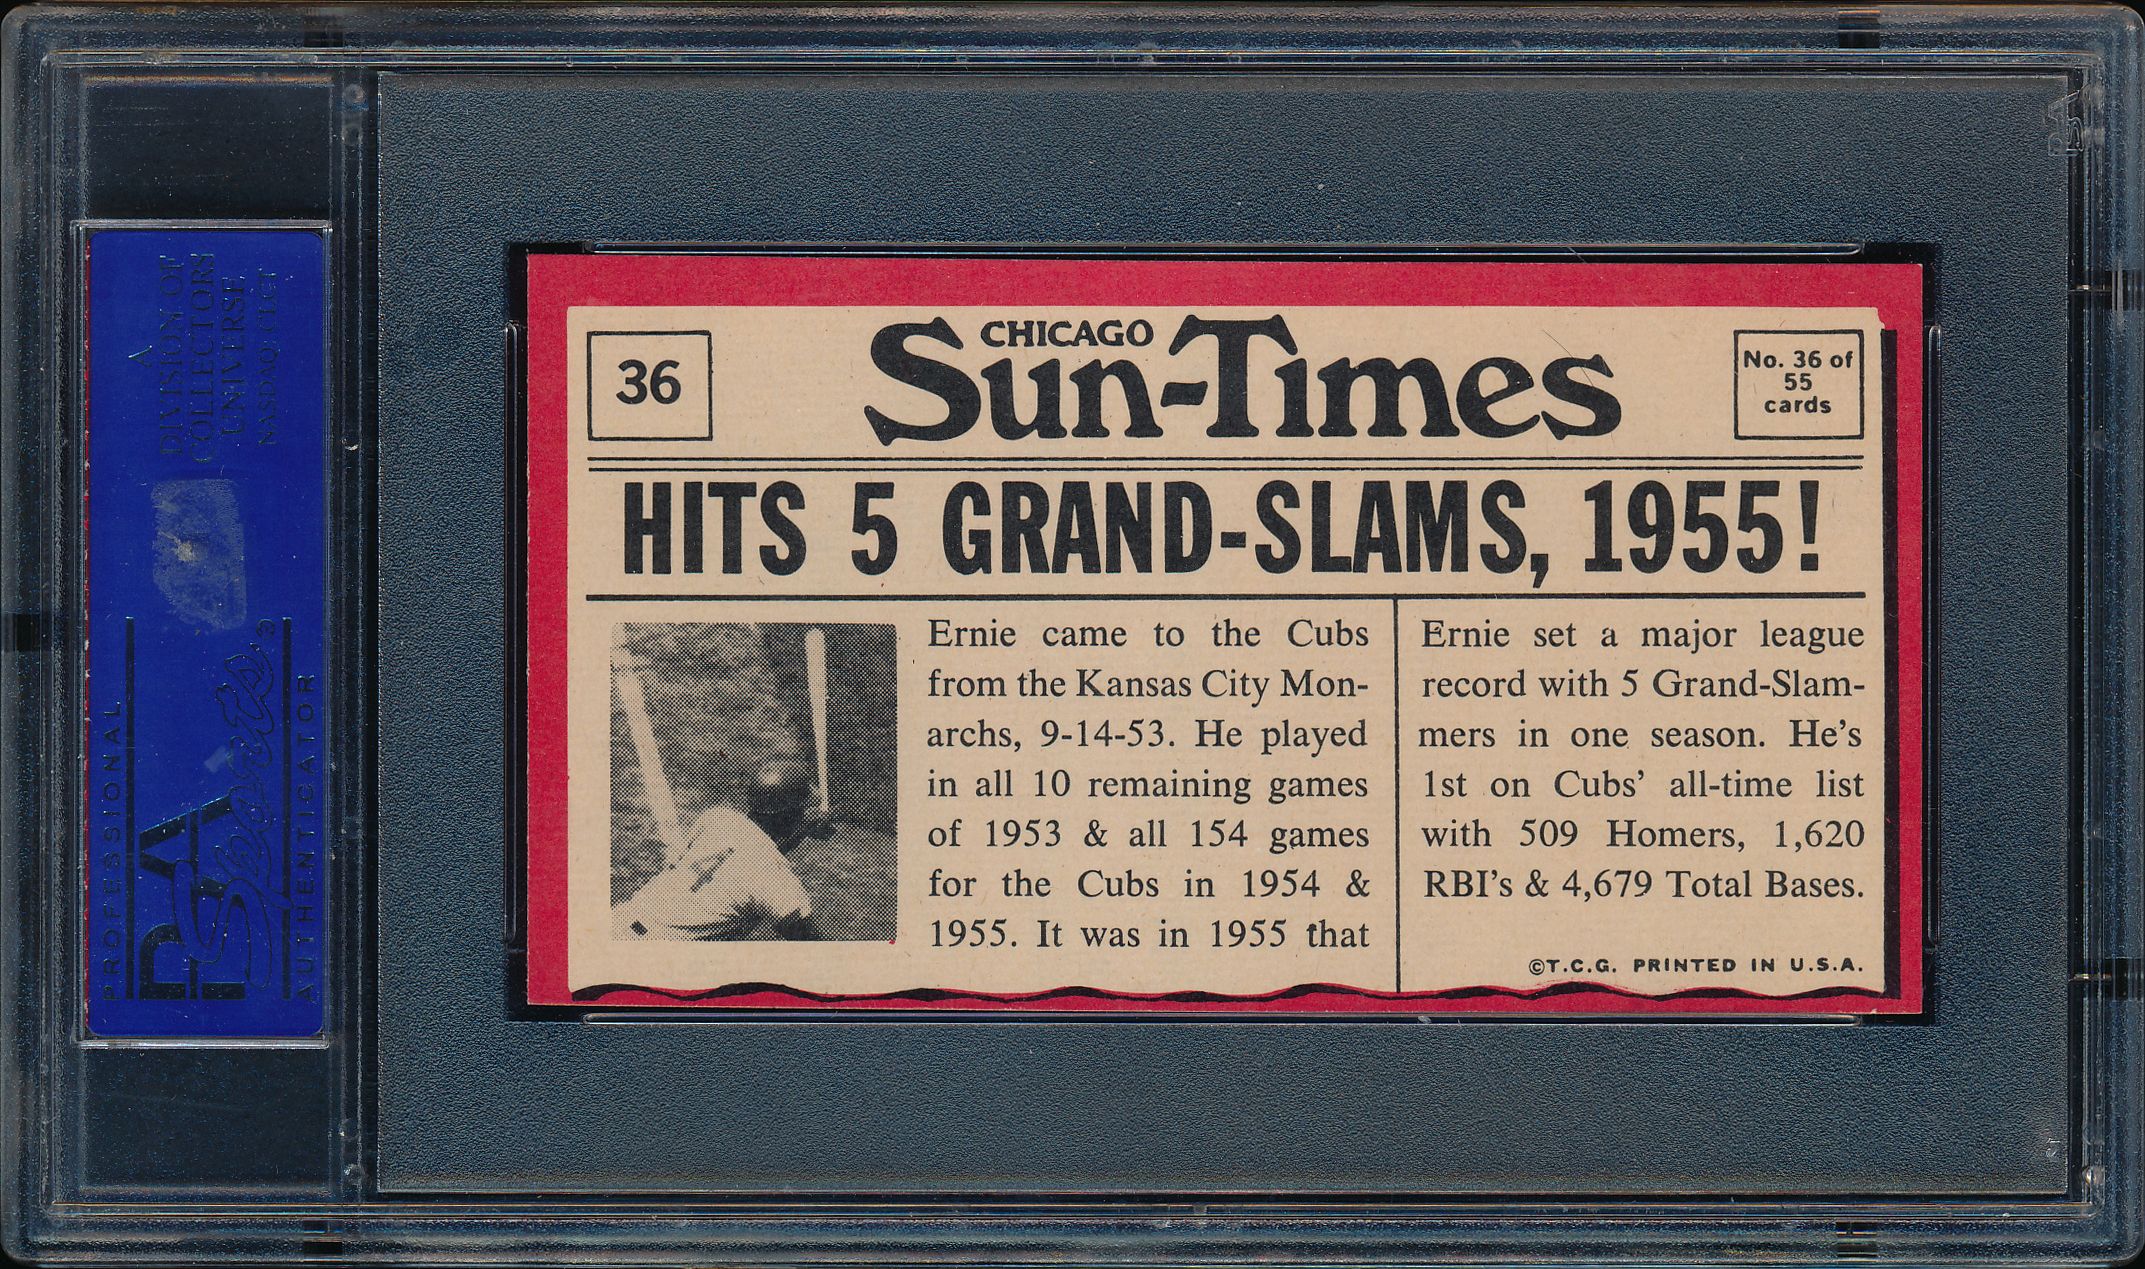 36
CHICAGO
Sun-Times
No. 36 of
55
cards
HITS 5 GRAND-SLAMS, 1955!
Ernie came to the Cubs
from the Kansas City Mon-
archs, 9-14-53. He played
in all 10 remaining games
of 1953 & all 154 games
for the Cubs in 1954 &
1955. It was in 1955 that
Ernie set a major league
record with 5 Grand-Slam-
mers in one season. He's
1st on Cubs' all-time list
with 509 Homers, 1,620
RBI's & 4,679 Total Bases.
©T.C.G. PRINTED IN U.S.A.
A
DIVISION OF
COLLECTORS
UNIVERSE
NASDAQ: CLCT
PROFESSIONAL
PSA
Sports
AUTHENTICATOR
PSA